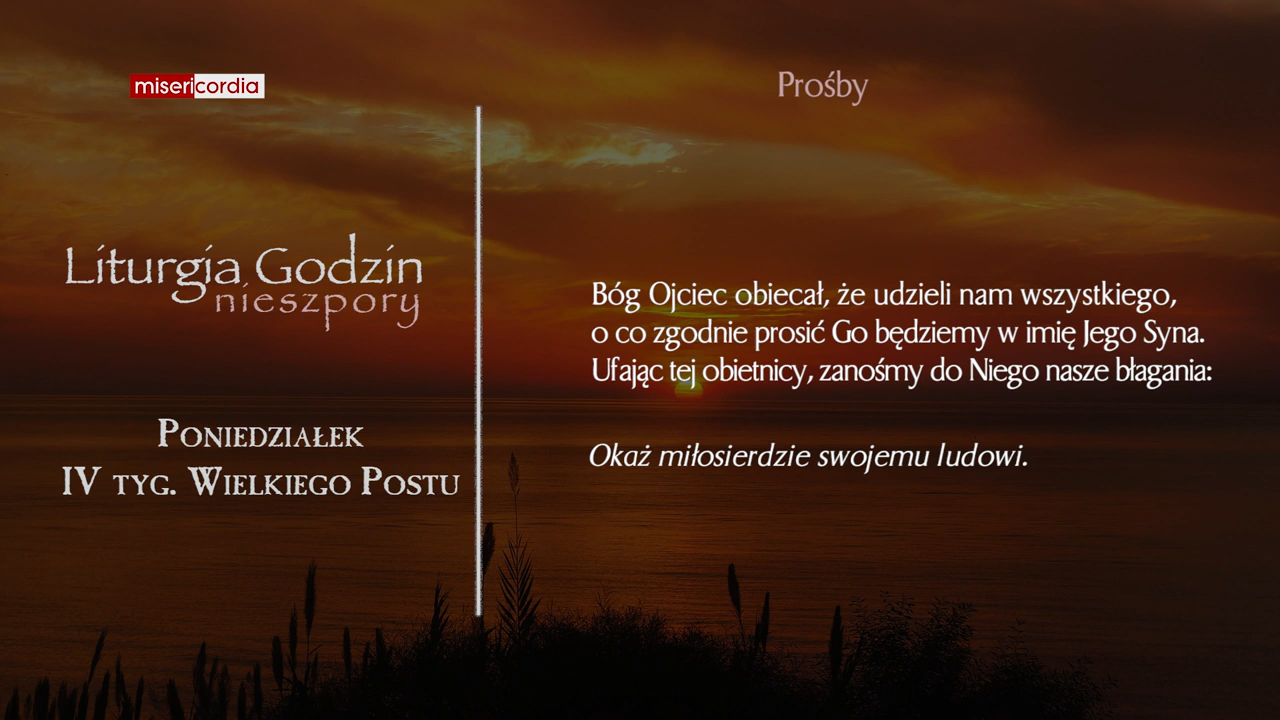 misericordia
Liturgia Godzin
nieszpory
Poniedziałek
IV tyg. Wielkiego Postu
Prośby
Bóg Ojciec obiecał, że udzieli nam wszystkiego,
o co zgodnie prosić Go będziemy w imię Jego Syna.
Ufając tej obietnicy, zanośmy do Niego nasze błagania:
Okaż miłosierdzie swojemu ludowi.